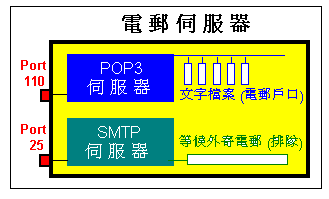 電郵伺服器
Port
110
POP3
伺服器
文字檔案 (電郵戶口)
Port
25
SMTP
伺服器
等候外寄電郵 (排隊)